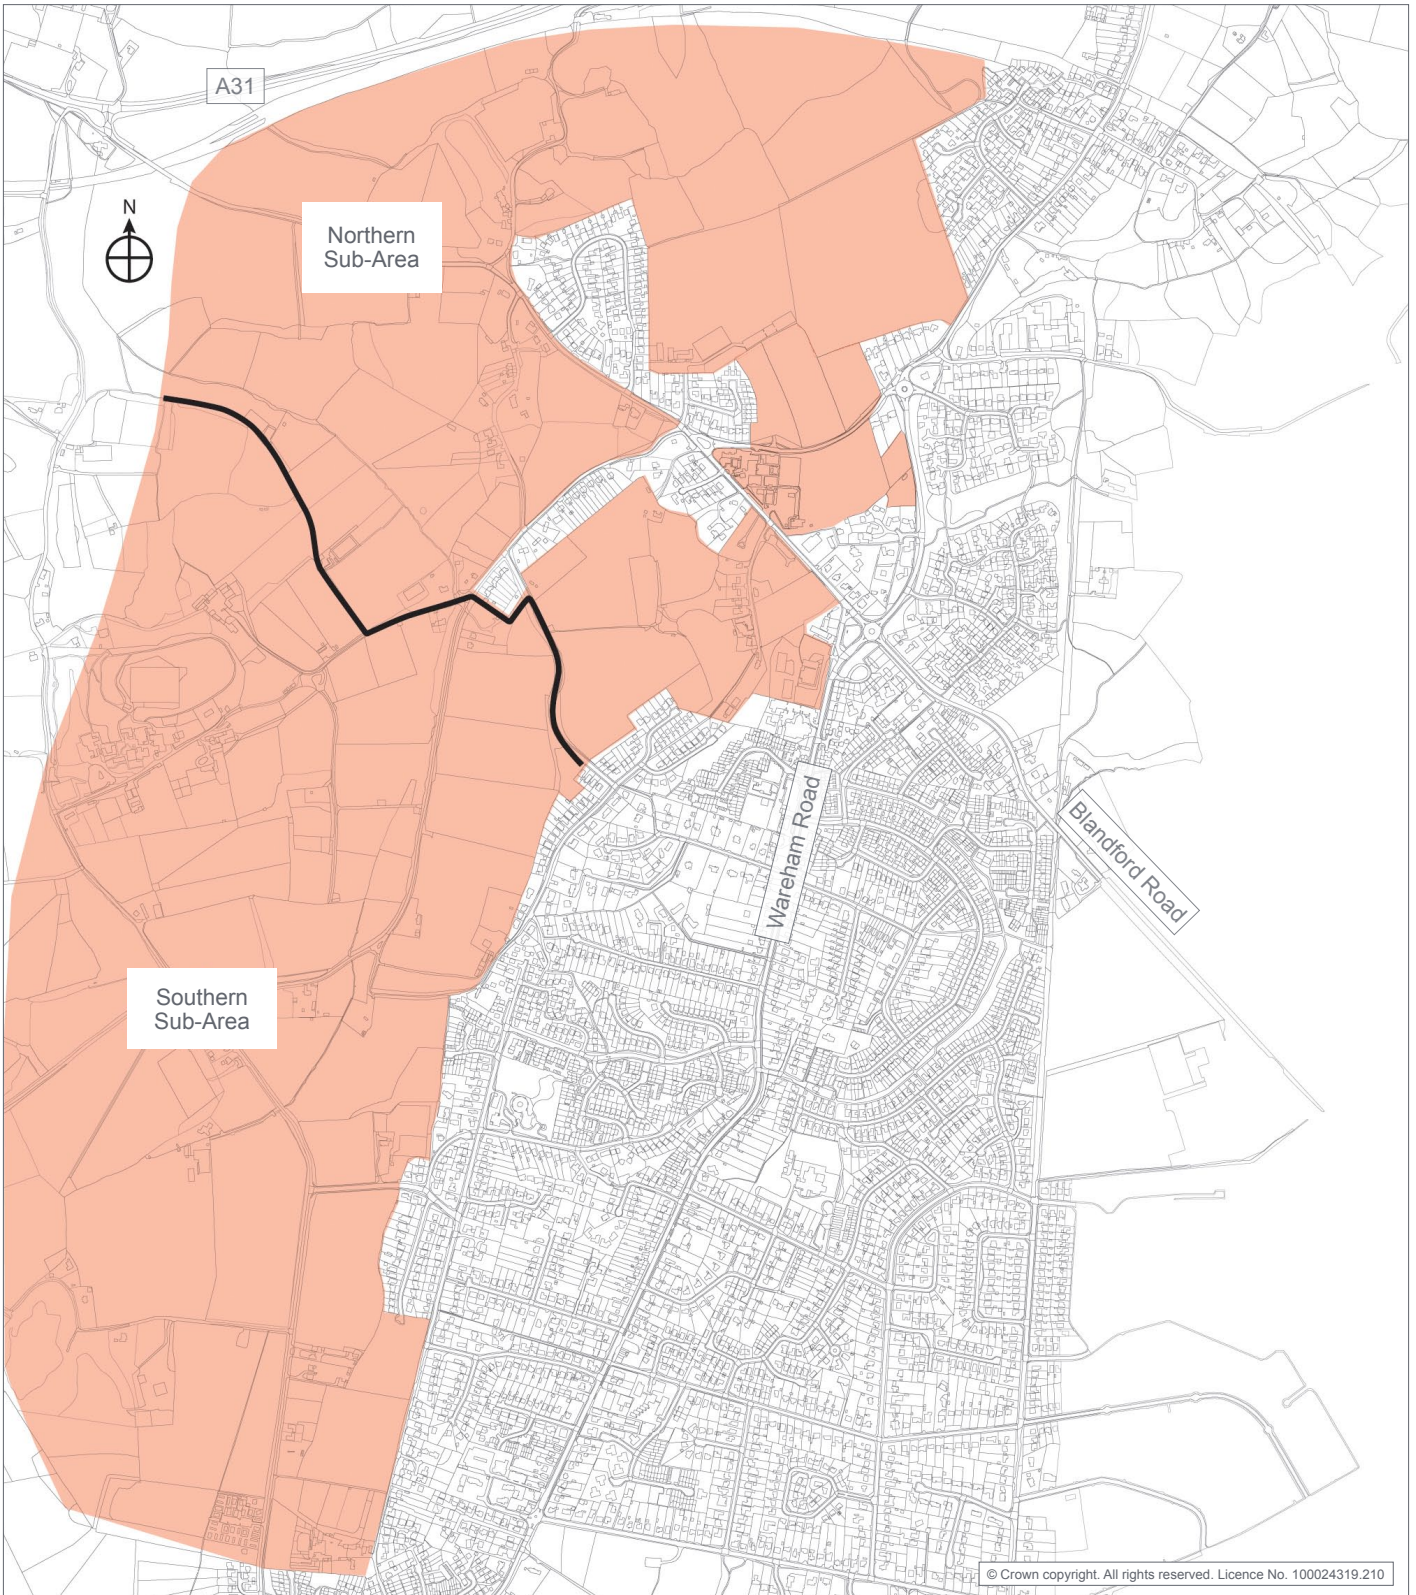 A31
N
Northern
Sub-Area
Wareham Road
Blandford Road
Southern
Sub-Area
© Crown copyright. All rights reserved. Licence No. 100024319.210